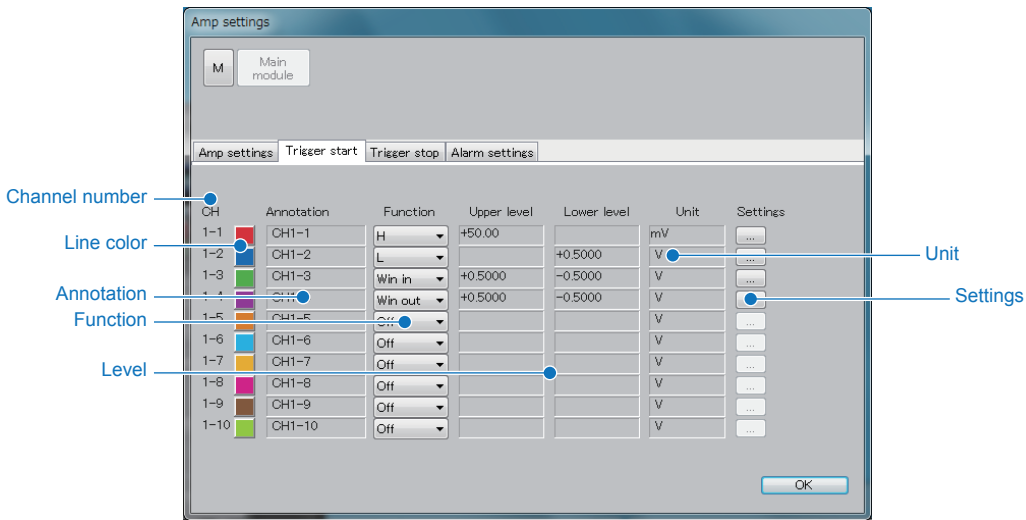 Amp settings
M Main module
Amp settings Trigger start Trigger stop Alarm settings
Channel number
CH Annotation Function Upper level Lower level Unit Settings
1-1 CH1-1 H +50.00 mV ...
Line color
1-2 CH1-2 L +0.5000 V ...
Unit
1-3 CH1-3 Win in +0.5000 -0.5000 V ...
Annotation
1-4 Win out +0.5000 -0.5000 V
Settings
Function
1-5 CH1-5 Off V ...
1-6 CH1-6 Off V ...
Level
1-7 CH1-7 Off V ...
1-8 CH1-8 Off V ...
1-9 CH1-9 Off V ...
1-10 CH1-10 Off V ...
OK